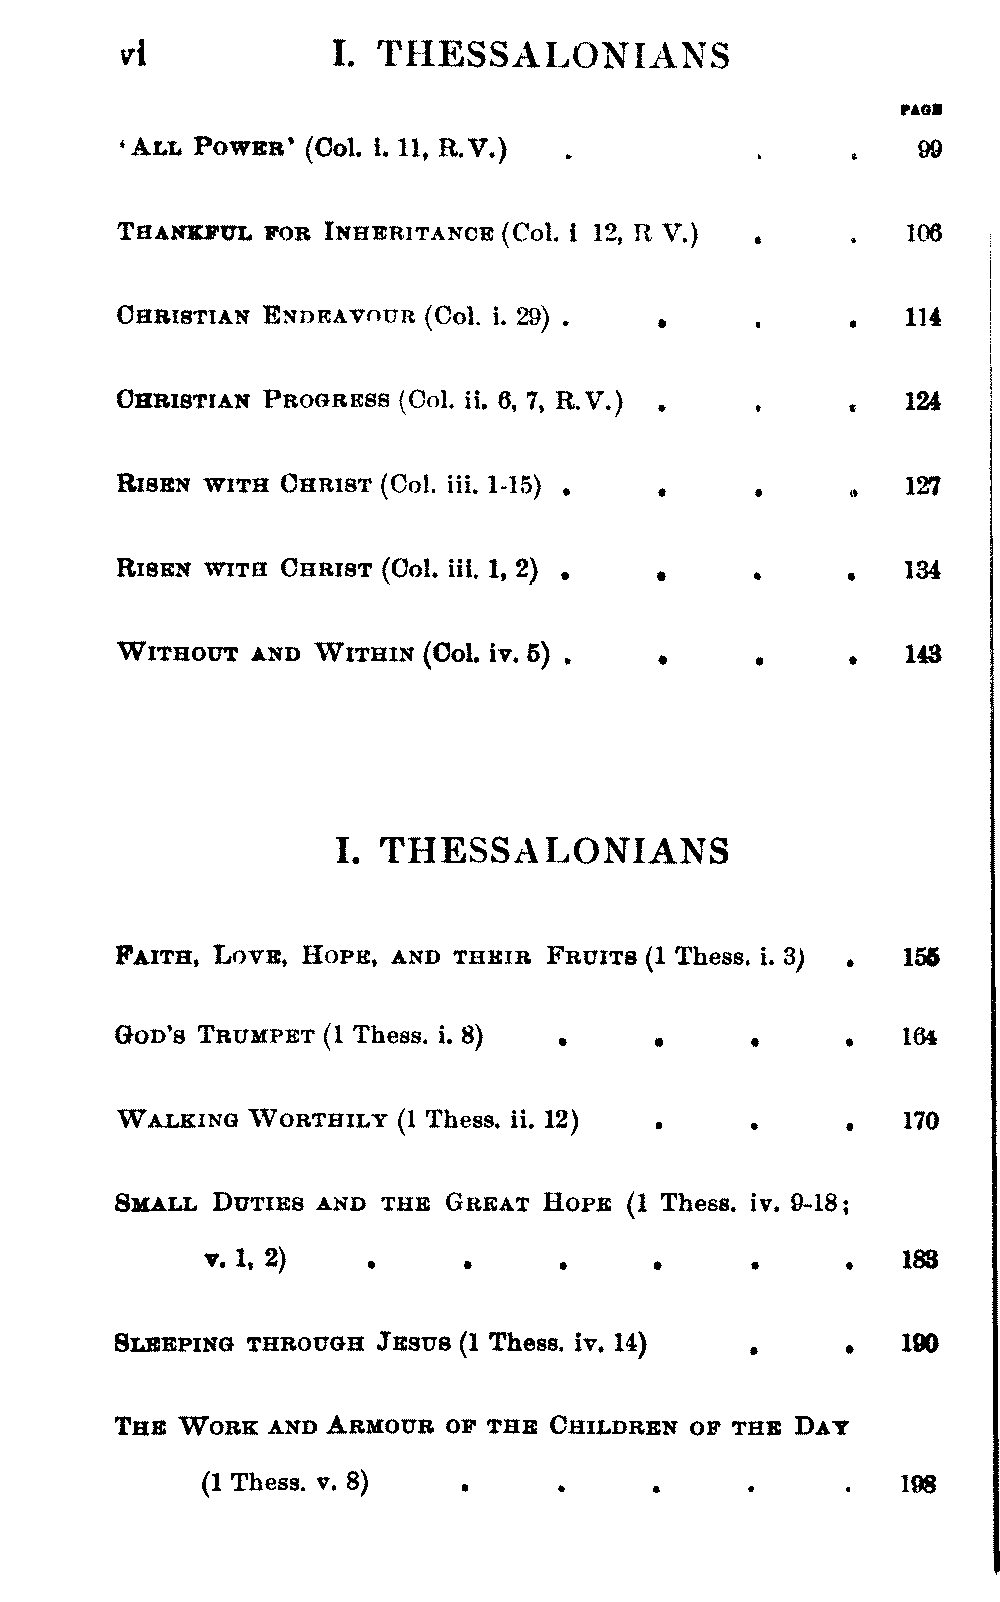 vi I. THESSALONIANS
PAGE
‘ALL POWER’ (Col. i. 11, R.V.) . . . 99
THANKFUL FOR INHERITANCE (Col. i 12, R V.) . . 106
CHRISTIAN ENDEAVOUR (Col. i. 29) . . . . 114
CHRISTIAN PROGRESS (Col. ii. 6, 7, R.V.) . . . 124
RISEN WITH CHRIST (Col. iii. 1-15) . . . . 127
RISEN WITH CHRIST (Col. iii. 1, 2) . . . . 134
WITHOUT AND WITHIN (Col. iv. 5) . . . . 143
I. THESSALONIANS
FAITH, LOVE, HOPE, AND THEIR FRUITS (1 Thess. i. 3) . 155
GOD’S TRUMPET (1 Thess. i. 8) . . . . 164
WALKING WORTHILY (1 Thess. ii. 12) . . . 170
SMALL DUTIES AND THE GREAT HOPE (1 Thess. iv. 9-18;
v. 1, 2) . . . . . . 183
SLEEPING THROUGH JESUS (1 Thess. iv. 14) . . 190
THE WORK AND ARMOUR OF THE CHILDREN OF THE DAY
(1 Thess. v. 8) . . . . . 198